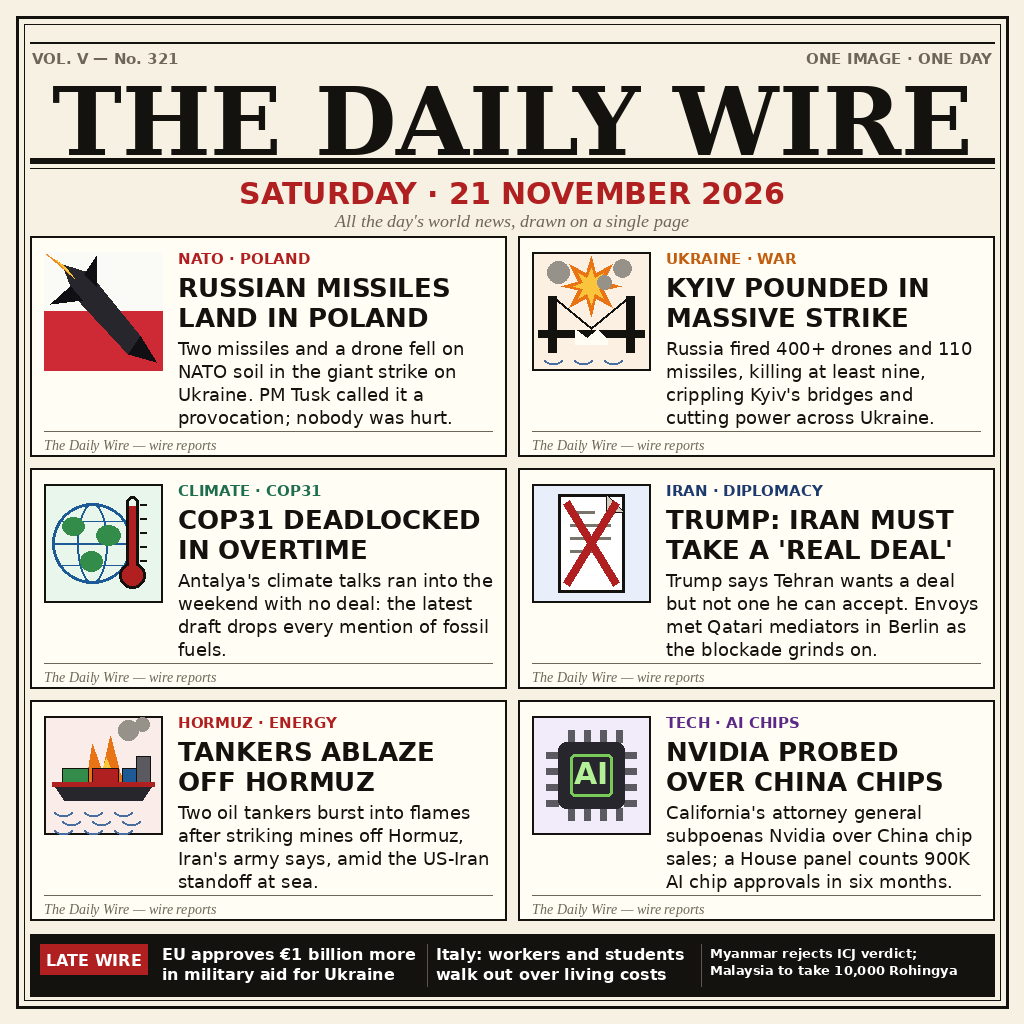 VOL. V — No. 321
ONE IMAGE · ONE DAY
THE DAILY WIRE
SATURDAY · 21 NOVEMBER 2026
All the day's world news, drawn on a single page
NATO · POLAND
RUSSIAN MISSILES
LAND IN POLAND
Two missiles and a drone fell on
NATO soil in the giant strike on
Ukraine. PM Tusk called it a
provocation; nobody was hurt.
The Daily Wire — wire reports
UKRAINE · WAR
KYIV POUNDED IN
MASSIVE STRIKE
Russia fired 400+ drones and 110
missiles, killing at least nine,
crippling Kyiv's bridges and
cutting power across Ukraine.
The Daily Wire — wire reports
CLIMATE · COP31
COP31 DEADLOCKED
IN OVERTIME
Antalya's climate talks ran into the
weekend with no deal: the latest
draft drops every mention of fossil
fuels.
The Daily Wire — wire reports
IRAN · DIPLOMACY
TRUMP: IRAN MUST
TAKE A 'REAL DEAL'
Trump says Tehran wants a deal
but not one he can accept. Envoys
met Qatari mediators in Berlin as
the blockade grinds on.
The Daily Wire — wire reports
HORMUZ · ENERGY
TANKERS ABLAZE
OFF HORMUZ
Two oil tankers burst into flames
after striking mines off Hormuz,
Iran's army says, amid the US-Iran
standoff at sea.
The Daily Wire — wire reports
AI
TECH · AI CHIPS
NVIDIA PROBED
OVER CHINA CHIPS
California's attorney general
subpoenas Nvidia over China chip
sales; a House panel counts 900K
AI chip approvals in six months.
The Daily Wire — wire reports
LATE WIRE
EU approves €1 billion more
in military aid for Ukraine
Italy: workers and students
walk out over living costs
Myanmar rejects ICJ verdict;
Malaysia to take 10,000 Rohingya